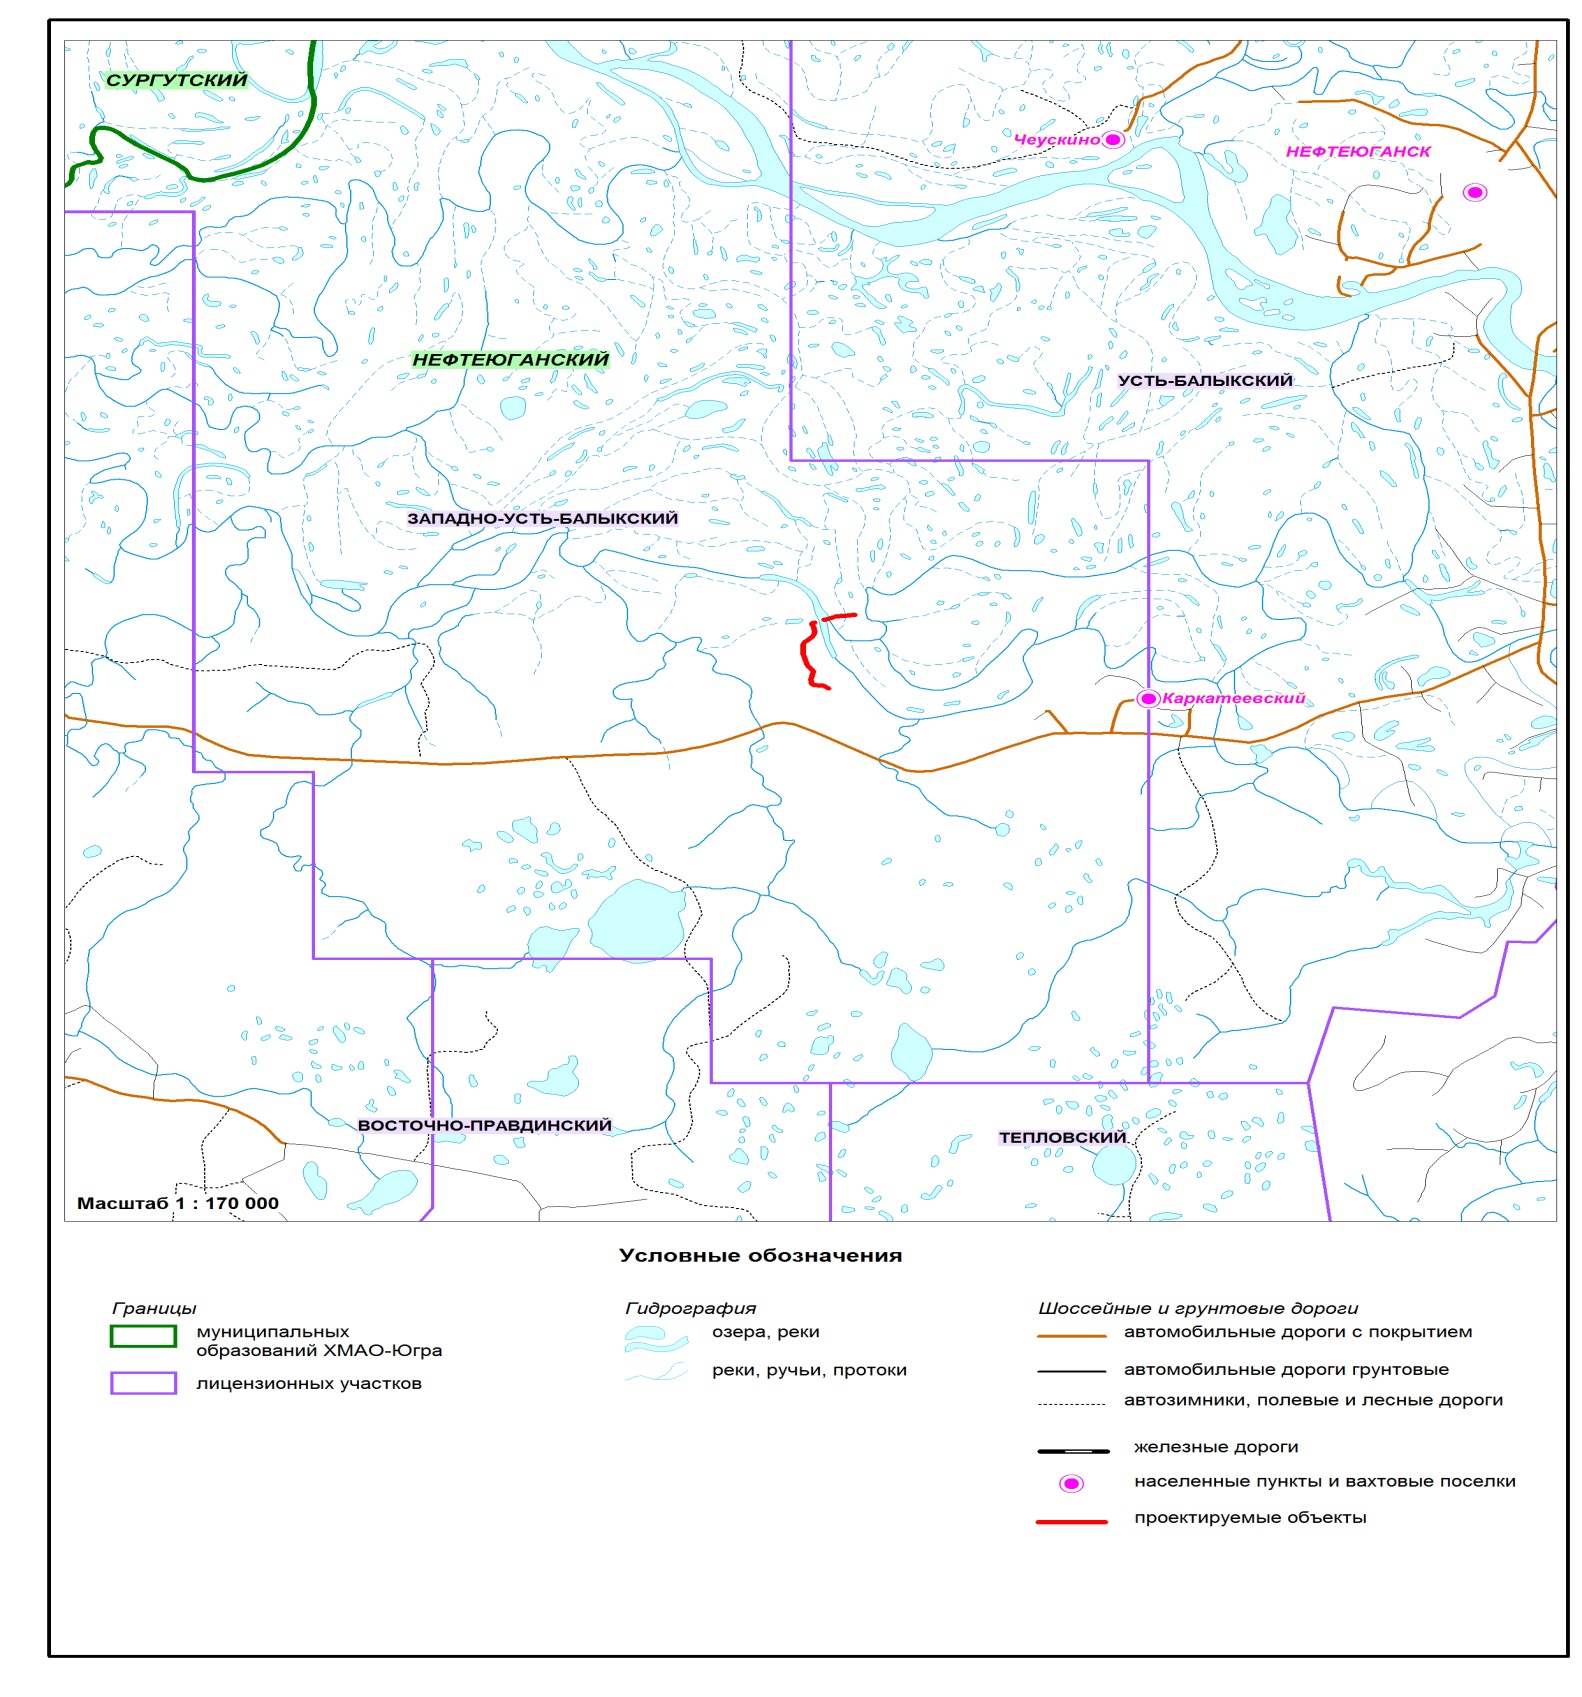 СУРГУТСКИЙ
Чеускино
НЕФТЕЮГАНСК
НЕФТЕЮГАНСКИЙ
УСТЬ-БАЛЫКСКИЙ
ЗАПАДНО-УСТЬ-БАЛЫКСКИЙ
Каркатеевский
ВОСТОЧНО-ПРАВДИНСКИЙ
ТЕПЛОВСКИЙ
Масштаб 1 : 170 000
Условные обозначения
Границы
муниципальных
образований ХМАО-Югра
лицензионных участков
Гидрография
озера, реки
реки, ручьи, протоки
Шоссейные и грунтовые дороги
автомобильные дороги с покрытием
автомобильные дороги грунтовые
автозимники, полевые и лесные дороги
железные дороги
населенные пункты и вахтовые поселки
проектируемые объекты